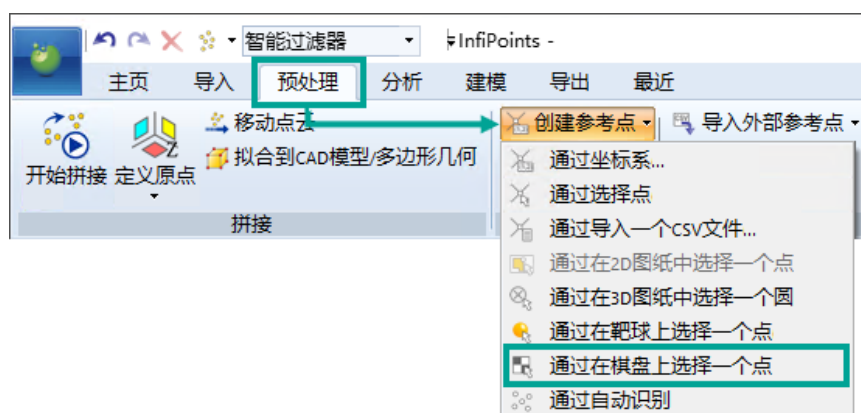 智能过滤器 InfiPoints -
主页 导入 预处理 分析 建模 导出 最近
移动点云 创建参考点 导入外部参考点
开始拼接 定义原点 拟合到CAD模型/多边形几何
拼接
通过坐标系...
通过选择点
通过导入一个CSV文件...
通过在2D图纸中选择一个点
通过在3D图纸中选择一个圆
通过在靶球上选择一个点
通过在棋盘上选择一个点
通过自动识别